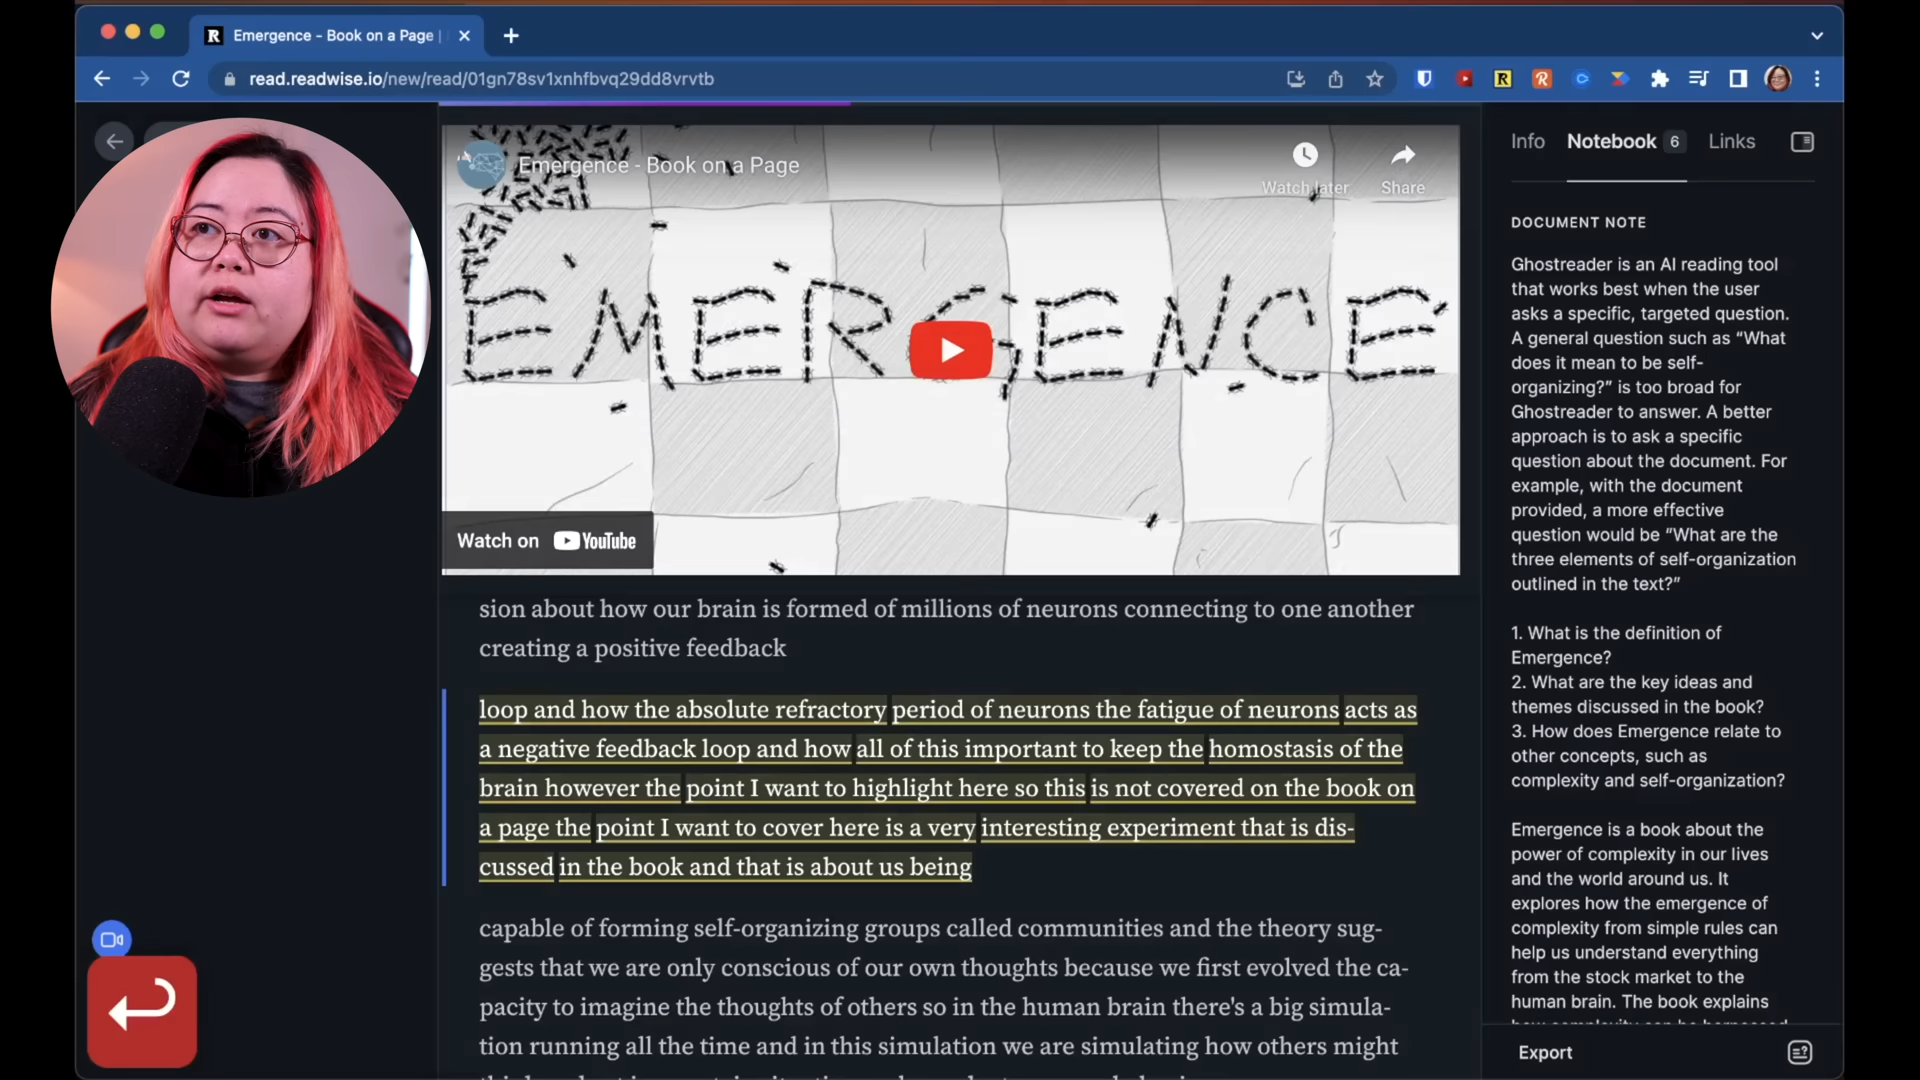 Emergence - Book on a Page |
read.readwise.io/new/read/01gn78sv1xnhfbvq29dd8vrvtb
Emergence - Book on a Page
Watch later
Share
EMERGENCE
Watch on YouTube
sion about how our brain is formed of millions of neurons connecting to one another
creating a positive feedback
loop and how the absolute refractory period of neurons the fatigue of neurons acts as
a negative feedback loop and how all of this important to keep the homostasis of the
brain however the point I want to highlight here so this is not covered on the book on
a page the point I want to cover here is a very interesting experiment that is dis-
cussed in the book and that is about us being
capable of forming self-organizing groups called communities and the theory sug-
gests that we are only conscious of our own thoughts because we first evolved the ca-
pacity to imagine the thoughts of others so in the human brain there's a big simula-
tion running all the time and in this simulation we are simulating how others might
Info
Notebook 6
Links
DOCUMENT NOTE
Ghostreader is an AI reading tool
that works best when the user
asks a specific, targeted question.
A general question such as “What
does it mean to be self-
organizing?” is too broad for
Ghostreader to answer. A better
approach is to ask a specific
question about the document. For
example, with the document
provided, a more effective
question would be “What are the
three elements of self-organization
outlined in the text?”
1. What is the definition of
Emergence?
2. What are the key ideas and
themes discussed in the book?
3. How does Emergence relate to
other concepts, such as
complexity and self-organization?
Emergence is a book about the
power of complexity in our lives
and the world around us. It
explores how the emergence of
complexity from simple rules can
help us understand everything
from the stock market to the
human brain. The book explains
Export